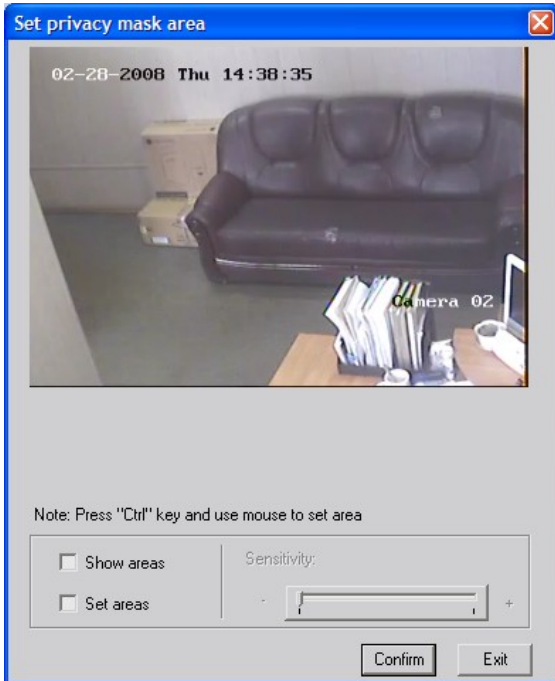 Set privacy mask area
02-28-2008 Thu 14:38:35
Camera 02
Note: Press "Ctrl" key and use mouse to set area
Show areas
Sensitivity:
Set areas
- +
Confirm Exit